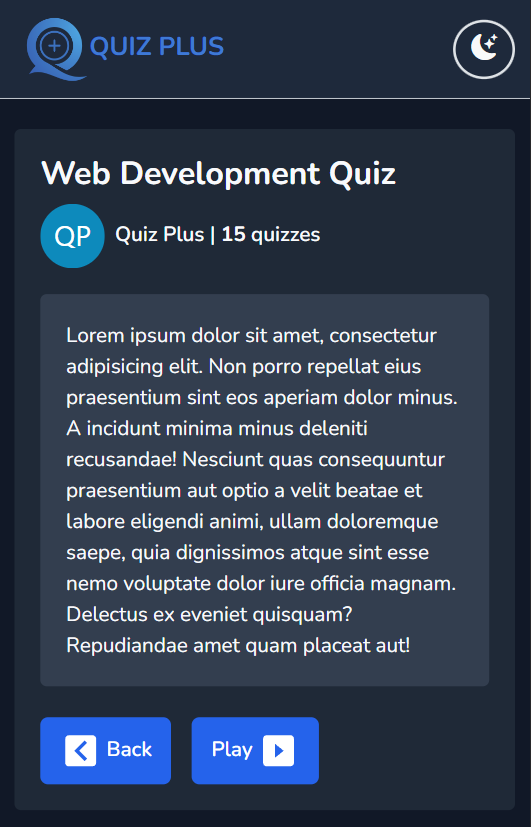 QUIZ PLUS
Web Development Quiz
QP
Quiz Plus | 15 quizzes
Lorem ipsum dolor sit amet, consectetur
adipisicing elit. Non porro repellat eius
praesentium sint eos aperiam dolor minus.
A incidunt minima minus deleniti
recusandae! Nesciunt quas consequuntur
praesentium aut optio a velit beatae et
labore eligendi animi, ullam doloremque
saepe, quia dignissimos atque sint esse
nemo voluptate dolor iure officia magnam.
Delectus ex eveniet quisquam?
Repudiandae amet quam placeat aut!
Back
Play